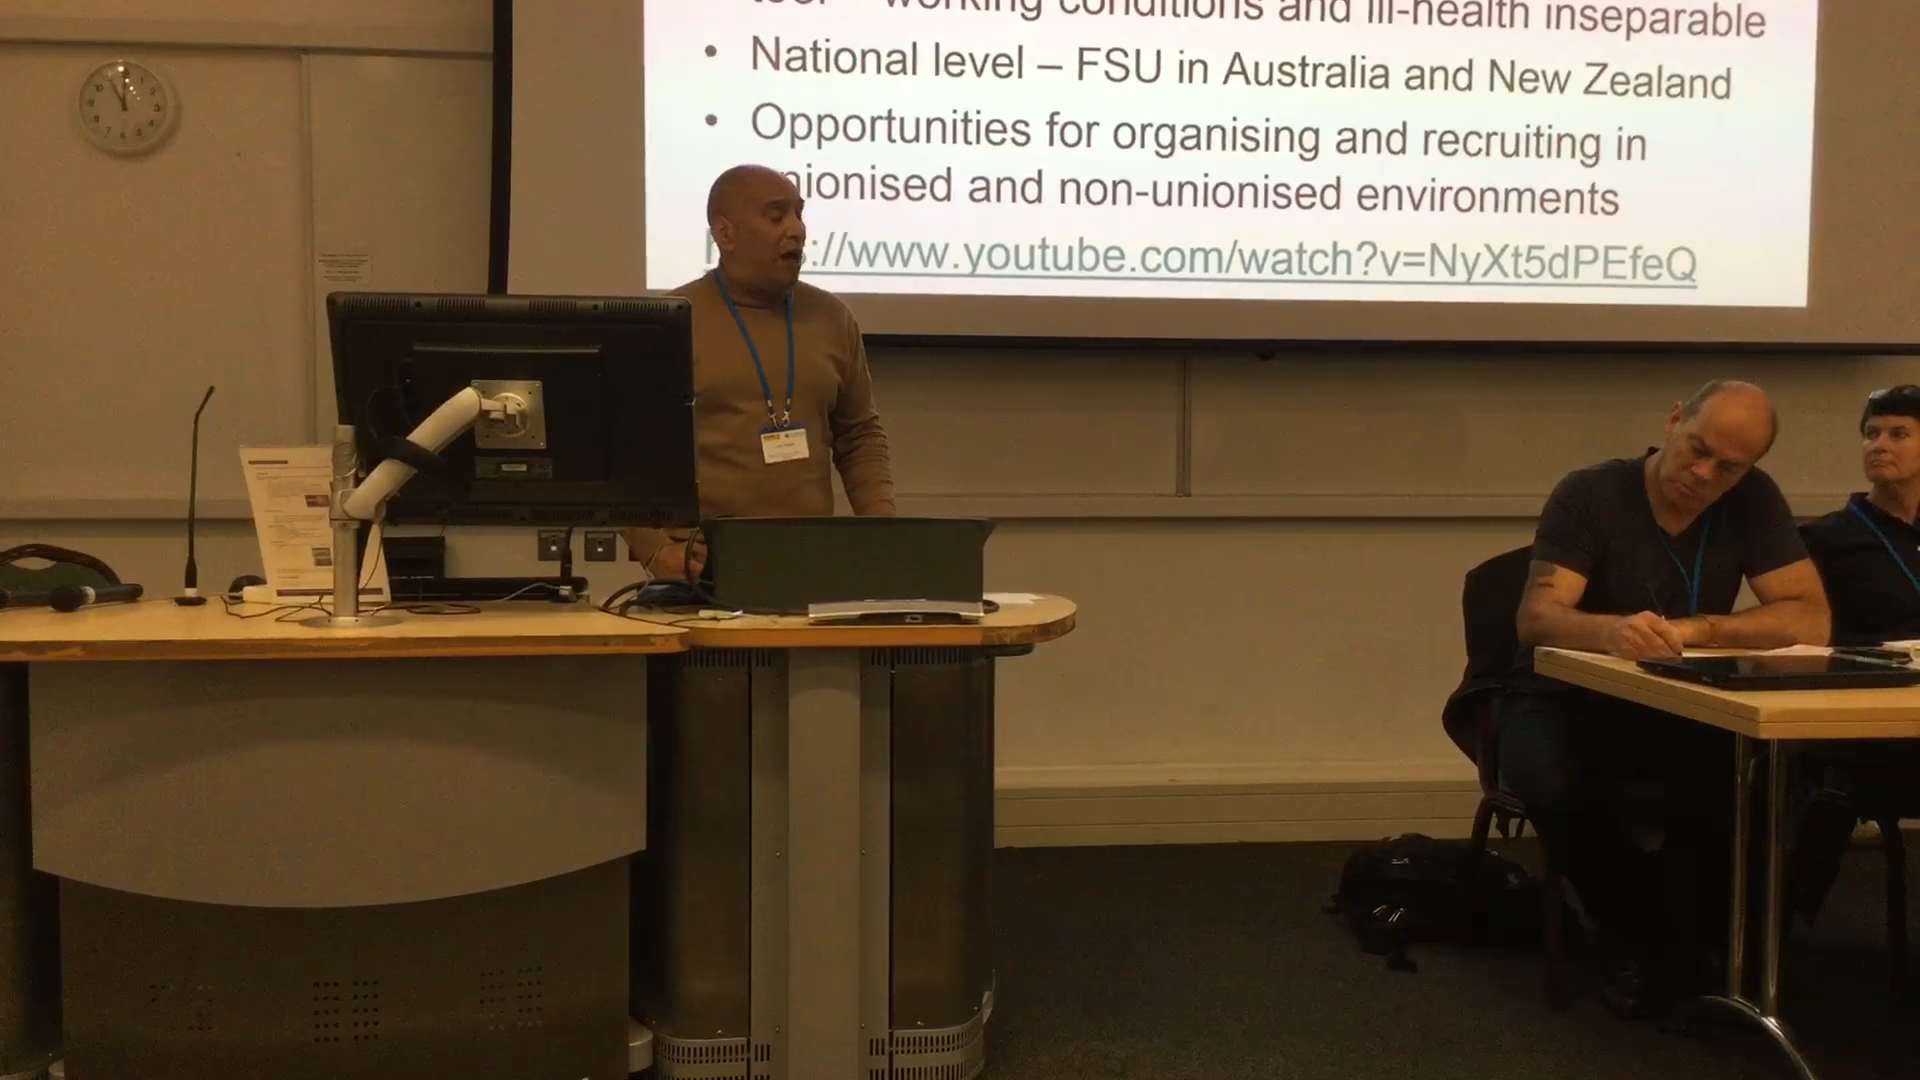 working conditions and ill-health inseparable
• National level – FSU in Australia and New Zealand
• Opportunities for organising and recruiting in
nionised and non-unionised environments
://www.youtube.com/watch?v=NyXt5dPEfeQ